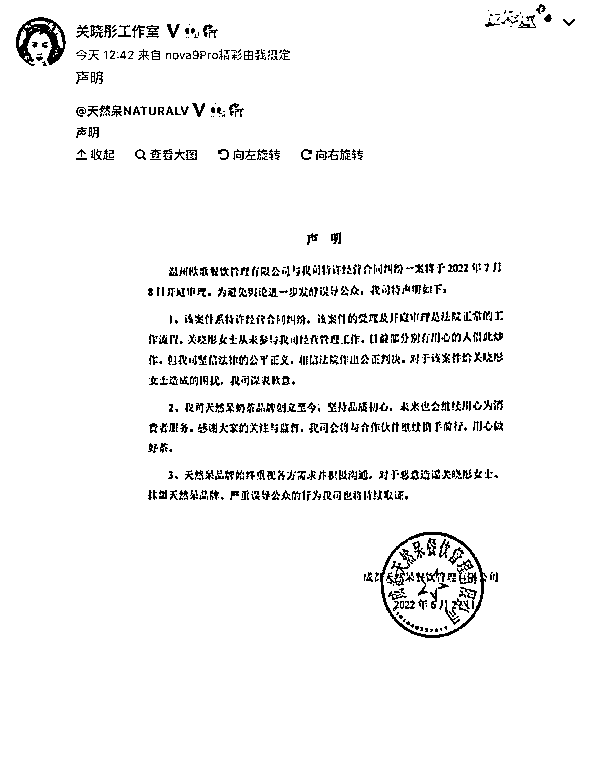 关晓彤工作室
今天 12:42 来自 nova9Pro精彩由我设定
声明
@天然呆NATURALV
声明
收起 查看大图 向左旋转 向右旋转
声 明
温州欧歌餐饮管理有限公司与我司特许经营合同纠纷一案将于2022年7月
8日开庭审理。为避免舆论进一步发酵误导公众，我司特声明如下：
1、该案件系特许经营合同纠纷，该案件的受理及开庭审理是法院正常的工
作流程，关晓彤女士从未参与我司经营管理工作。目前部分别有用心的人借此炒
作，但我司坚信法律的公平正义，相信法院作出公正判决。对于该案件给关晓彤
女士造成的困扰，我司深表歉意。
2、我司天然呆奶茶品牌创立至今，坚持品质初心，未来也会继续用心为消
费者服务。感谢大家的关注与监督，我司会将与合作伙伴继续携手前行，用心做
好茶。
3、天然呆品牌始终重视各方需求并积极沟通，对于恶意造谣关晓彤女士、
抹黑天然呆品牌、严重误导公众的行为我司也将持续取证。
成都天然呆餐饮管理有限公司
2022年6月